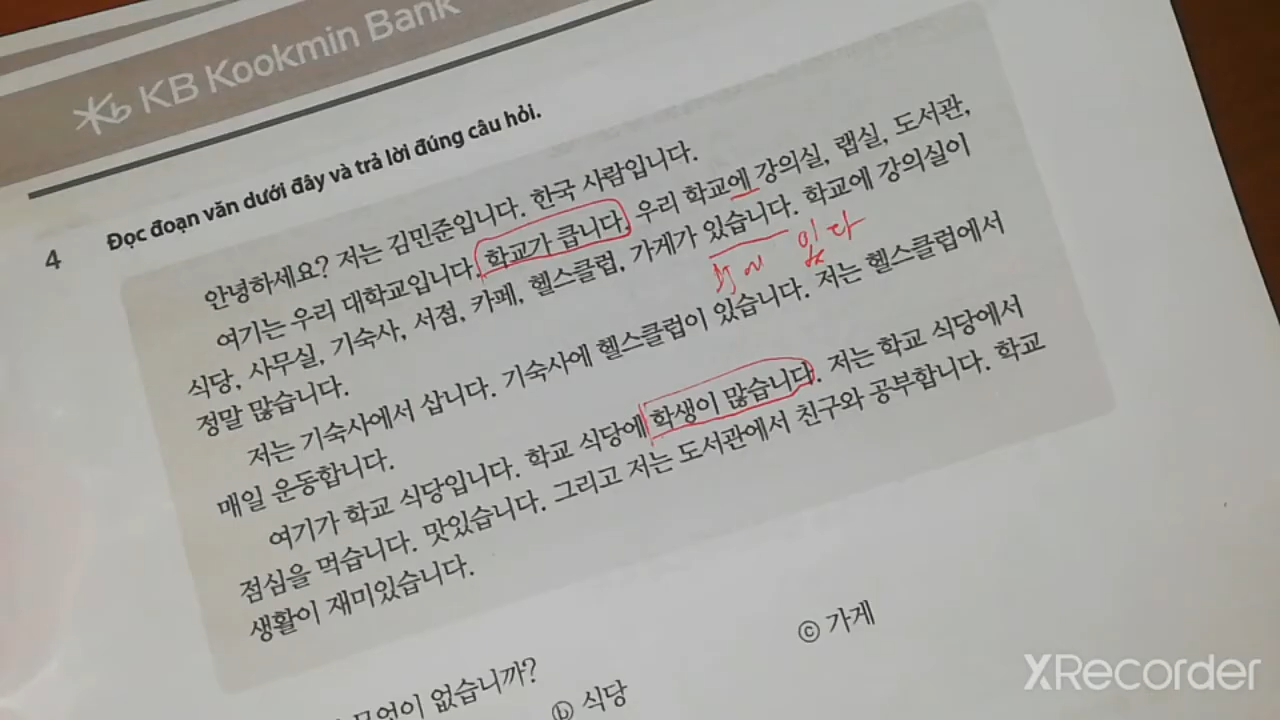 KB Kookmin Bank
4 Đọc đoạn văn dưới đây và trả lời đúng câu hỏi.
안녕하세요? 저는 김민준입니다. 한국 사람입니다.
여기는 우리 대학교입니다. 학교가 큽니다. 우리 학교에 강의실, 랩실, 도서관,
식당, 사무실, 기숙사, 서점, 카페, 헬스클럽, 가게가 있습니다. 학교에 강의실이
정말 많습니다.
있다
저는 기숙사에서 삽니다. 기숙사에 헬스클럽이 있습니다. 저는 헬스클럽에서
매일 운동합니다.
여기가 학교 식당입니다. 학교 식당에 학생이 많습니다. 저는 학교 식당에서
점심을 먹습니다. 맛있습니다. 그리고 저는 도서관에서 친구와 공부합니다. 학교
생활이 재미있습니다.
무엇이 없습니까?
ⓑ 식당
ⓒ 가게
XRecorder